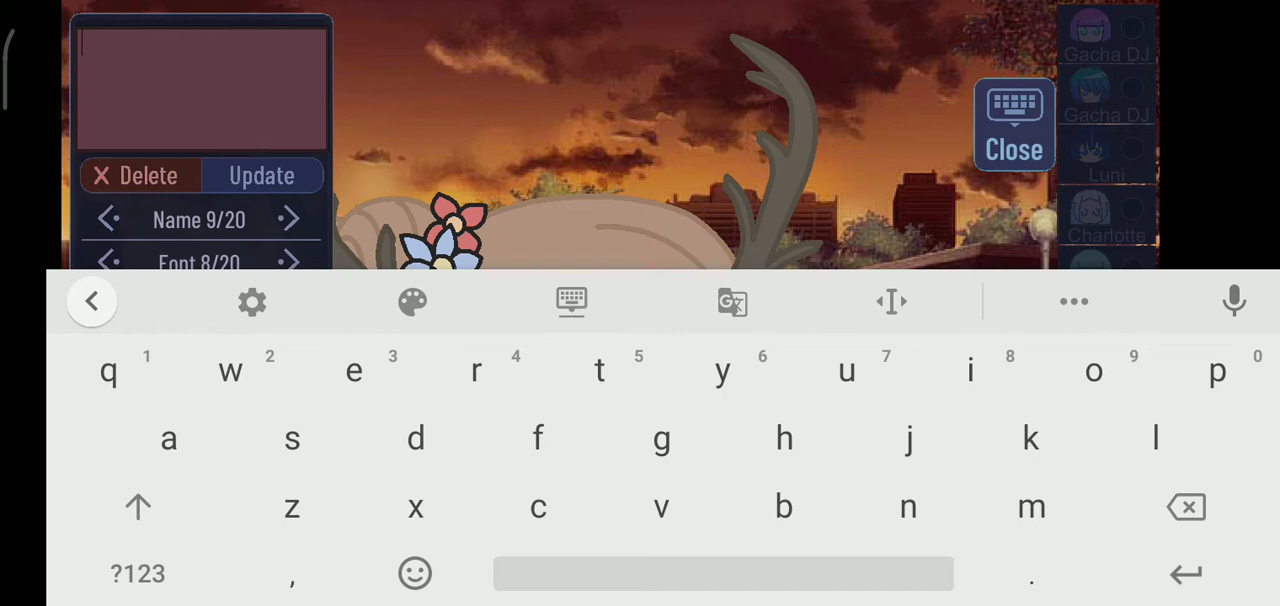 Delete
Update
Name 9/20
Font 8/20
Close
Gacha DJ
Gacha DJ
Luni
Charlotte
q 1 w 2 e 3 r 4 t 5 y 6 u 7 i 8 o 9 p 0
a s d f g h j k l
z x c v b n m
?123 , .